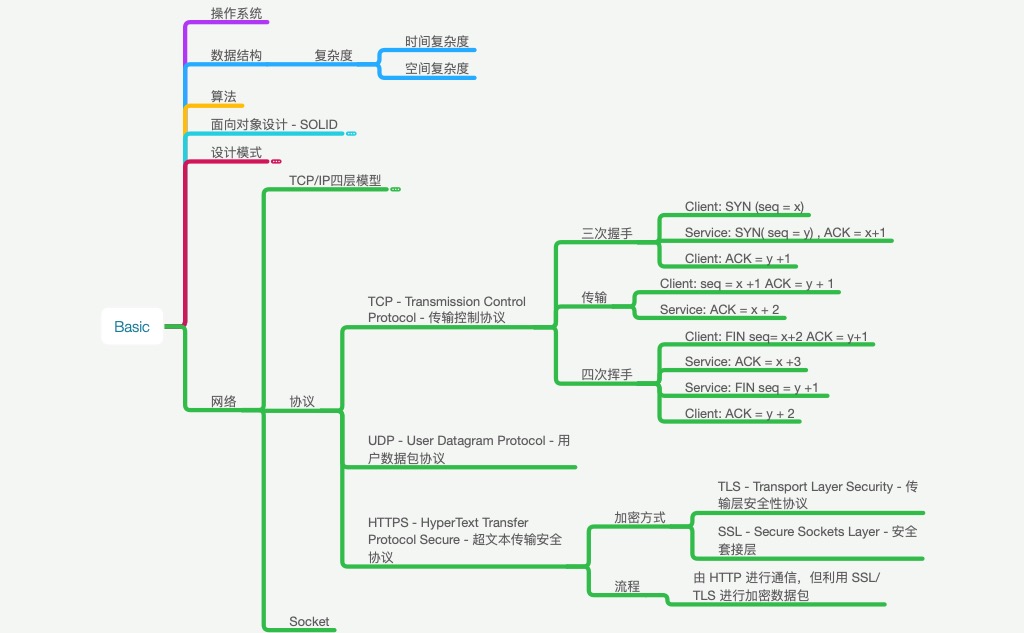 操作系统
数据结构
复杂度
时间复杂度
空间复杂度
算法
面向对象设计 - SOLID
设计模式
TCP/IP四层模型
Client: SYN (seq = x)
三次握手
Service: SYN( seq = y) , ACK = x+1
Client: ACK = y +1
Client: seq = x +1 ACK = y + 1
传输
TCP - Transmission Control
Protocol - 传输控制协议
Service: ACK = x + 2
Basic
Client: FIN seq= x+2 ACK = y+1
Service: ACK = x +3
四次挥手
Service: FIN seq = y +1
Client: ACK = y + 2
网络
协议
UDP - User Datagram Protocol - 用
户数据包协议
TLS - Transport Layer Security - 传
输层安全性协议
加密方式
HTTPS - HyperText Transfer
Protocol Secure - 超文本传输安全
协议
SSL - Secure Sockets Layer - 安全
套接层
流程
由 HTTP 进行通信，但利用 SSL/
TLS 进行加密数据包
Socket